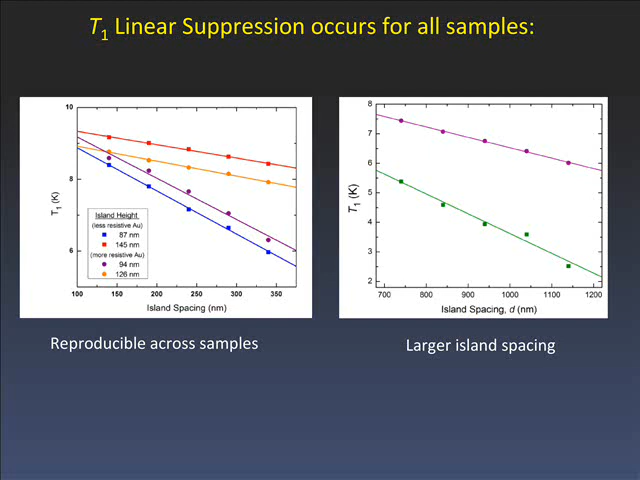 T1 Linear Suppression occurs for all samples:
10
8
6
T1 (K)
Island Height
(less resistive Au)
87 nm
145 nm
(more resistive Au)
94 nm
126 nm
100 150 200 250 300 350
Island Spacing (nm)
8
7
6
5
4
3
2
T1 (K)
700 800 900 1000 1100 1200
Island Spacing, d (nm)
Reproducible across samples
Larger island spacing